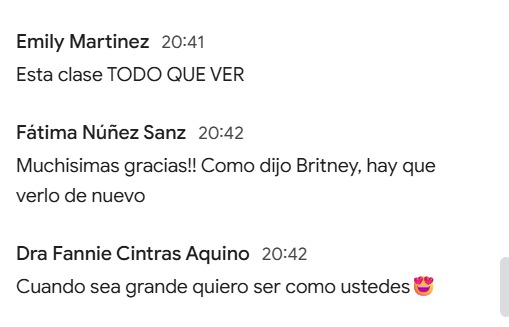 Emily Martinez 20:41
Esta clase TODO QUE VER
Fátima Núñez Sanz 20:42
Muchisimas gracias!! Como dijo Britney, hay que
verlo de nuevo
Dra Fannie Cintras Aquino 20:42
Cuando sea grande quiero ser como ustedes😍